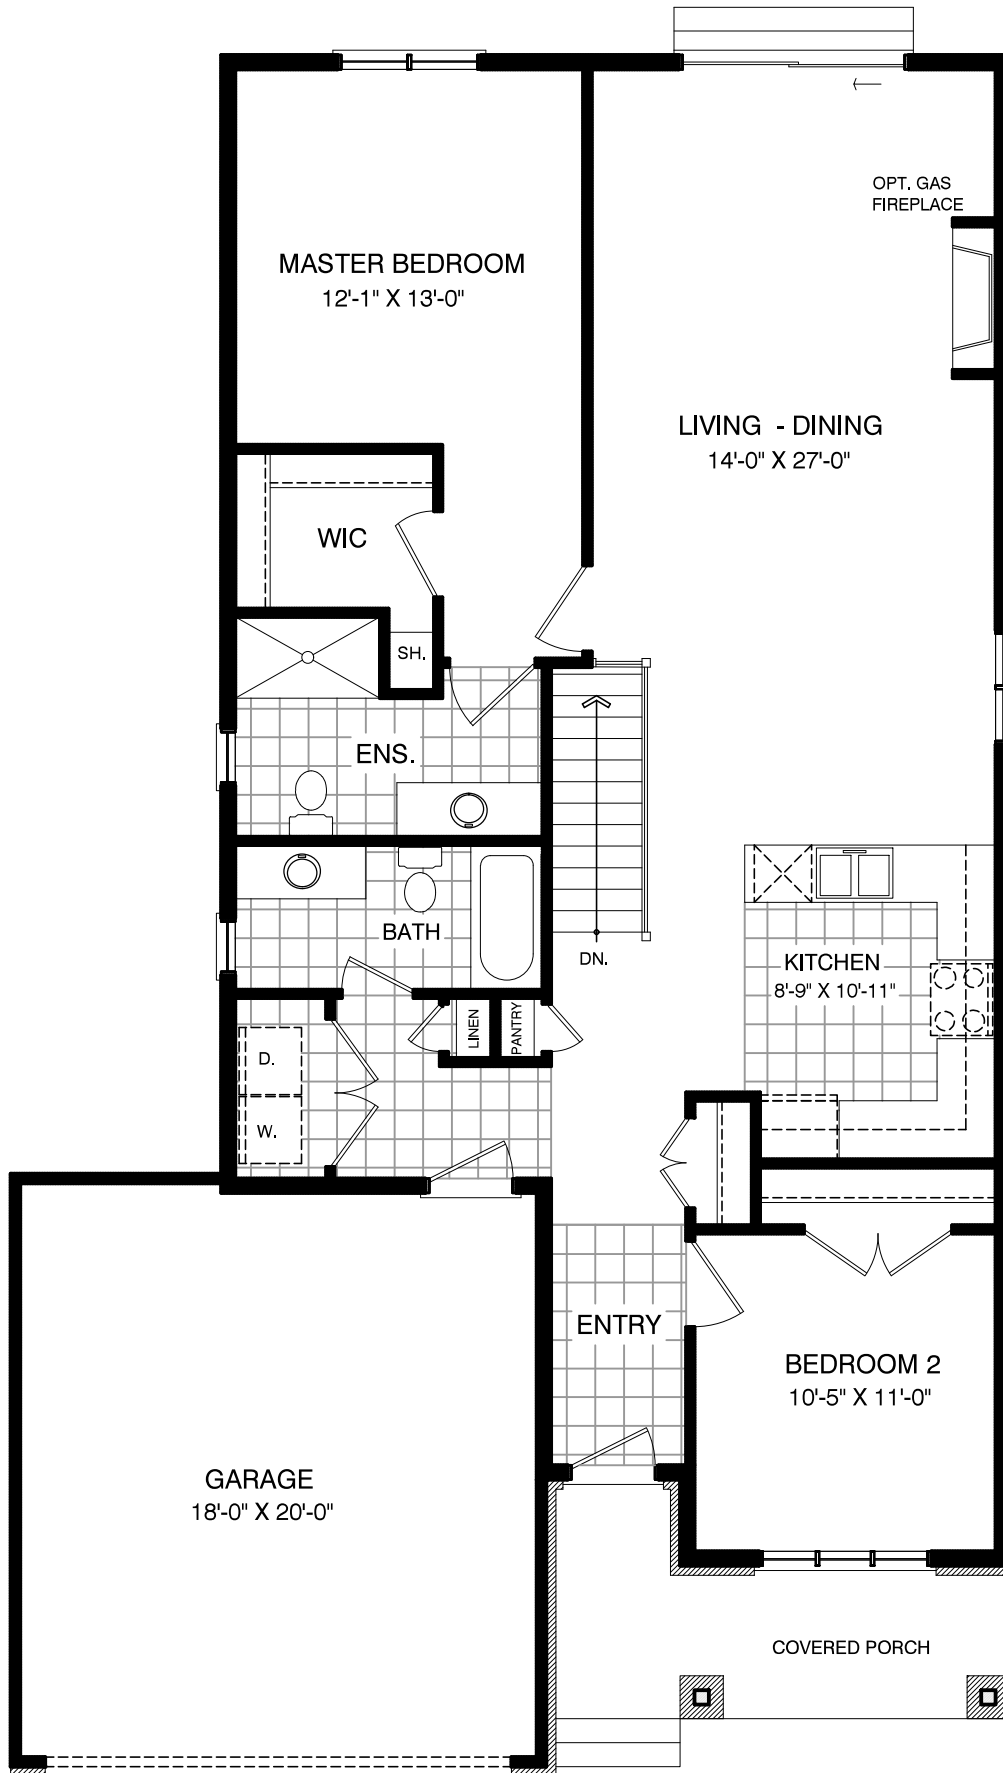 OPT. GAS
FIREPLACE
MASTER BEDROOM
12'-1" X 13'-0"
LIVING - DINING
14'-0" X 27'-0"
WIC
SH.
ENS.
BATH
DN.
KITCHEN
8'-9" X 10'-11"
LINEN
PANTRY
D.
W.
ENTRY
BEDROOM 2
10'-5" X 11'-0"
GARAGE
18'-0" X 20'-0"
COVERED PORCH